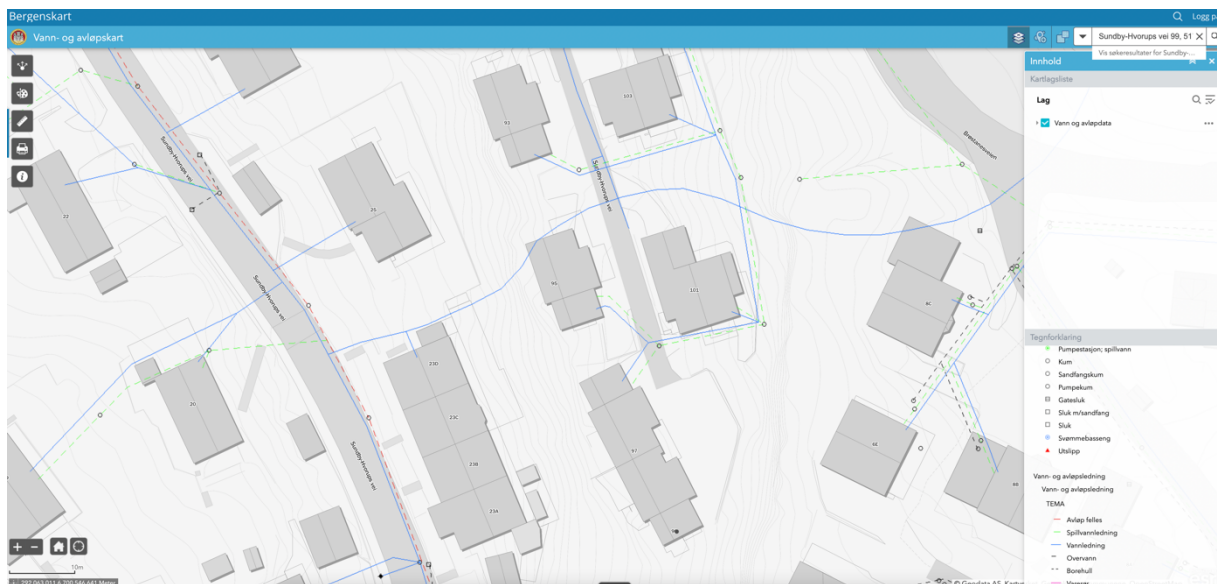 Bergenskart
Logg p
Vann- og avløpskart
Sundby-Hvorups vei 99, 51
Vis søkeresultater for Sundby-...
Innhold
Kartlagsliste
Lag
Vann og avløpdata
Tegnforklaring
Pumpestasjon; spillvann
Kum
Sandfangskum
Pumpekum
Gatesluk
Sluk m/sandfang
Sluk
Svømmebasseng
Utslipp
Vann- og avløpsledning
Vann- og avløpsledning
TEMA
Avløp felles
Spillvannledning
Vannledning
Overvann
Borehull
Sundby-Hvorups vei
Sundby-Hvorups vei
Sundby-Hvorups vei
Sundby-Hvorups vei
93
103
22
25
95
101
8C
20
23D
23C
23B
23A
97
10m